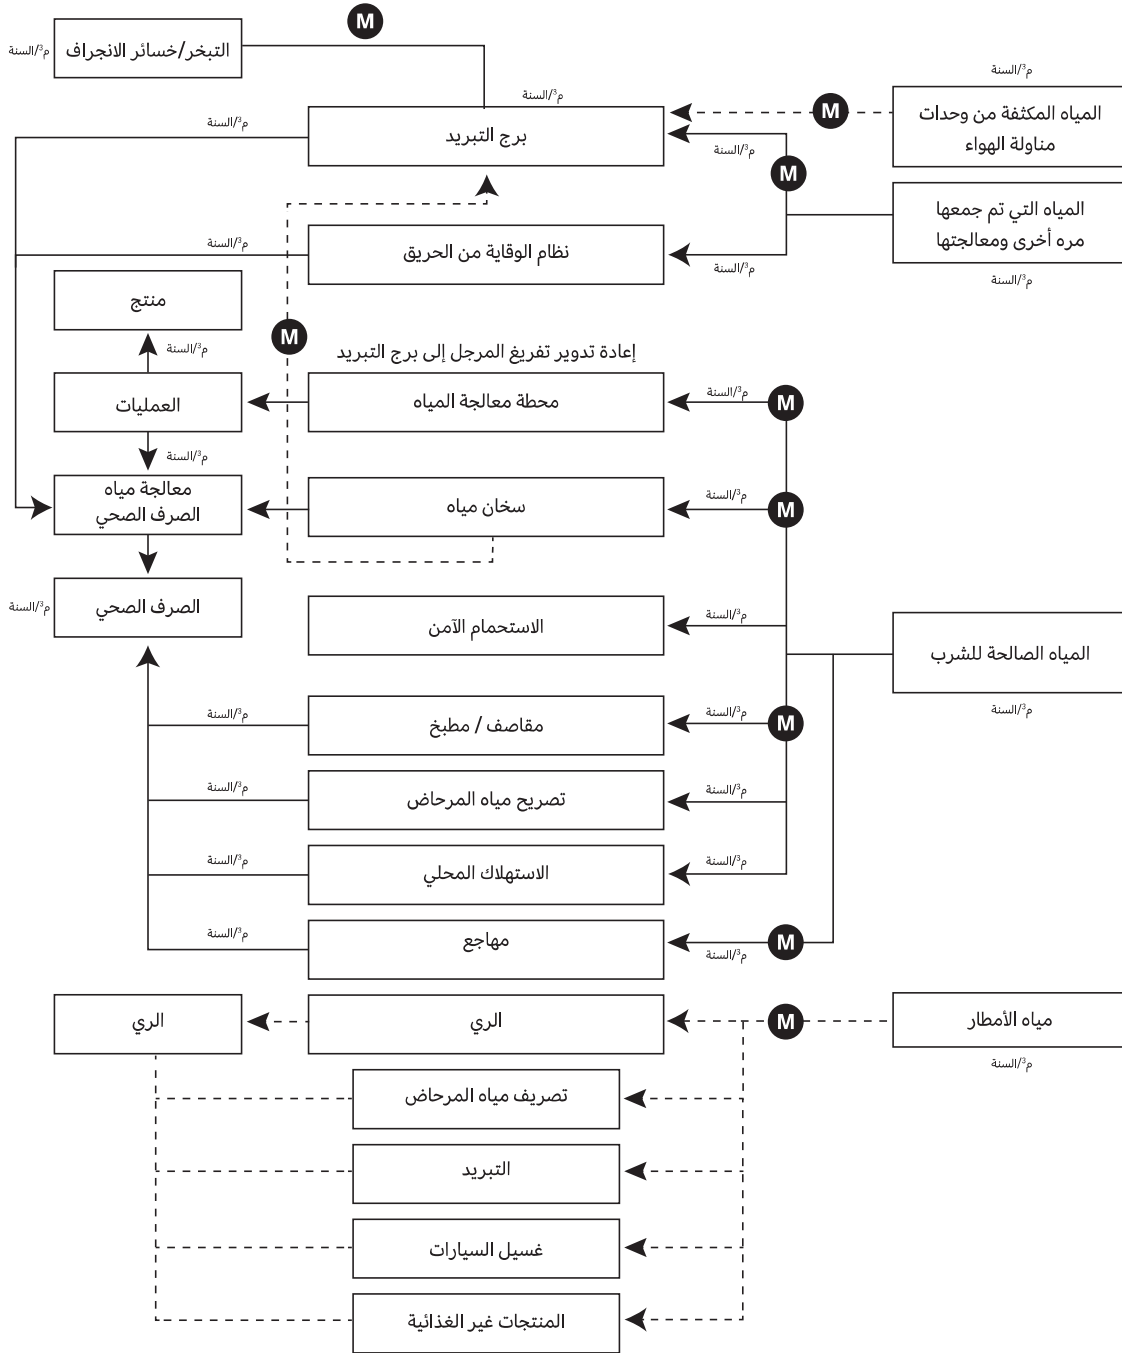 M
م³/السنة
التبخر/خسائر الانجراف
م³/السنة
المياه المكثفة من وحدات
مناولة الهواء
M
م³/السنة
برج التبريد
م³/السنة
م³/السنة
M
المياه التي تم جمعها
مره أخرى ومعالجتها
م³/السنة
م³/السنة
نظام الوقاية من الحريق
م³/السنة
منتج
م³/السنة
M
إعادة تدوير تفريغ المرجل إلى برج التبريد
M
م³/السنة
محطة معالجة المياه
العمليات
م³/السنة
M
م³/السنة
سخان مياه
معالجة مياه
الصرف الصحي
الصرف الصحي
م³/السنة
م³/السنة
الاستحمام الآمن
المياه الصالحة للشرب
م³/السنة
M
م³/السنة
مقاصف / مطبخ
م³/السنة
م³/السنة
تصريح مياه المرحاض
م³/السنة
م³/السنة
الاستهلاك المحلي
م³/السنة
M
م³/السنة
مهاجع
م³/السنة
مياه الأمطار
م³/السنة
M
الري
الري
تصريف مياه المرحاض
التبريد
غسيل السيارات
المنتجات غير الغذائية